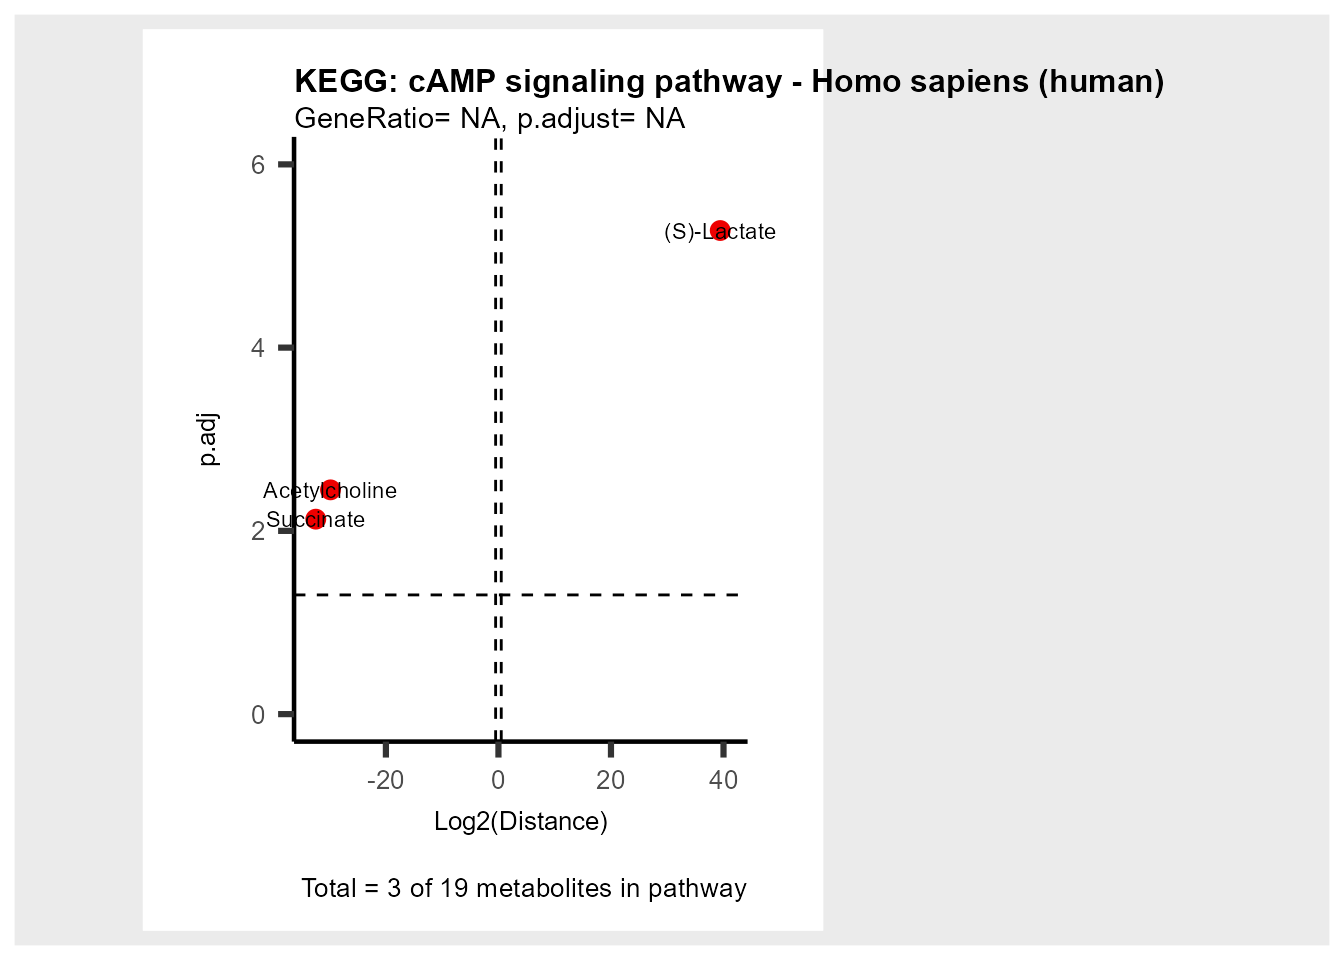 KEGG: cAMP signaling pathway - Homo sapiens (human)
GeneRatio= NA, p.adjust= NA
6
(S)-Lactate
4
p.adj
Acetylcholine
Succinate
2
0
-20 0 20 40
Log2(Distance)
Total = 3 of 19 metabolites in pathway